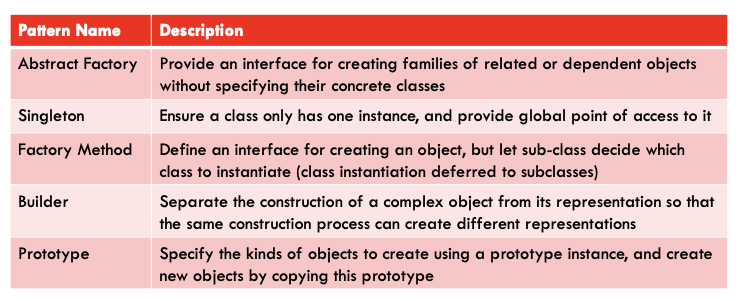 Pattern Name Description
Abstract Factory Provide an interface for creating families of related or dependent objects
without specifying their concrete classes
Singleton Ensure a class only has one instance, and provide global point of access to it
Factory Method Define an interface for creating an object, but let sub-class decide which
class to instantiate (class instantiation deferred to subclasses)
Builder Separate the construction of a complex object from its representation so that
the same construction process can create different representations
Prototype Specify the kinds of objects to create using a prototype instance, and create
new objects by copying this prototype